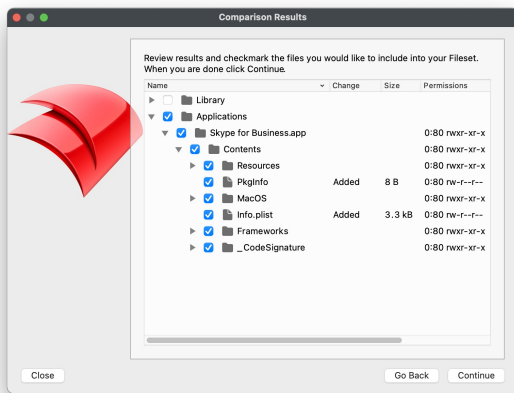 Comparison Results
Review results and checkmark the files you would like to include into your Fileset.
When you are done click Continue.
Name Change Size Permissions
Library
Applications
Skype for Business.app 0:80 rwxr-xr-x
Contents 0:80 rwxr-xr-x
Resources 0:80 rwxr-xr-x
PkgInfo Added 8 B 0:80 rw-r--r--
MacOS 0:80 rwxr-xr-x
Info.plist Added 3.3 kB 0:80 rw-r--r--
Frameworks 0:80 rwxr-xr-x
_CodeSignature 0:80 rwxr-xr-x
Close Go Back Continue